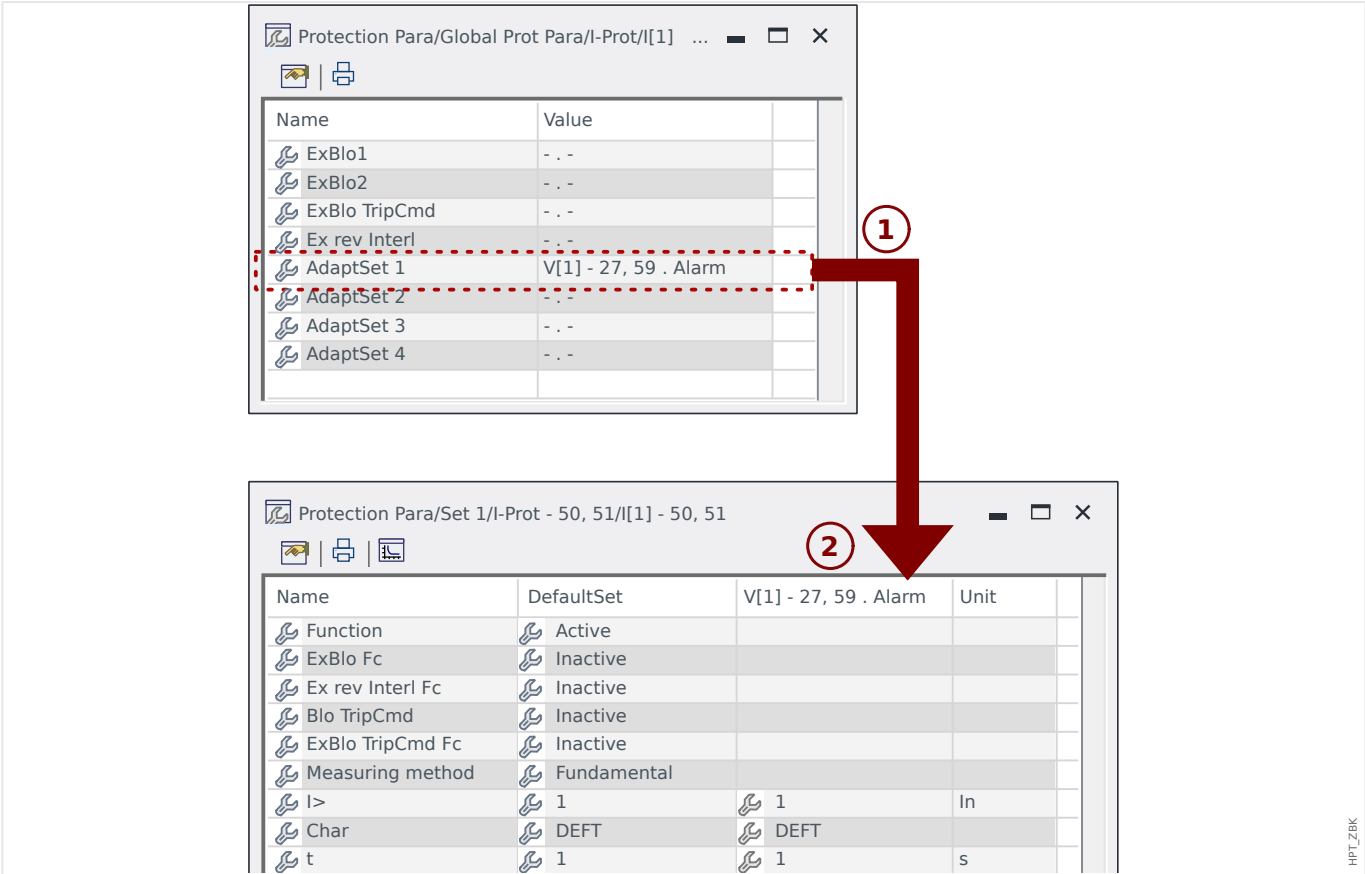 Protection Para/Global Prot Para/I-Prot/I[1] ...
Name Value
ExBlo1 - . -
ExBlo2 - . -
ExBlo TripCmd - . -
Ex rev Interl - . -
AdaptSet 1 V[1] - 27, 59 . Alarm
AdaptSet 2 - . -
AdaptSet 3 - . -
AdaptSet 4 - . -
1
Protection Para/Set 1/I-Prot - 50, 51/I[1] - 50, 51
2
Name DefaultSet V[1] - 27, 59 . Alarm Unit
Function Active
ExBlo Fc Inactive
Ex rev Interl Fc Inactive
Blo TripCmd Inactive
ExBlo TripCmd Fc Inactive
Measuring method Fundamental
I> 1 1 In
Char DEFT DEFT
t 1 1 s
HPT_ZBK